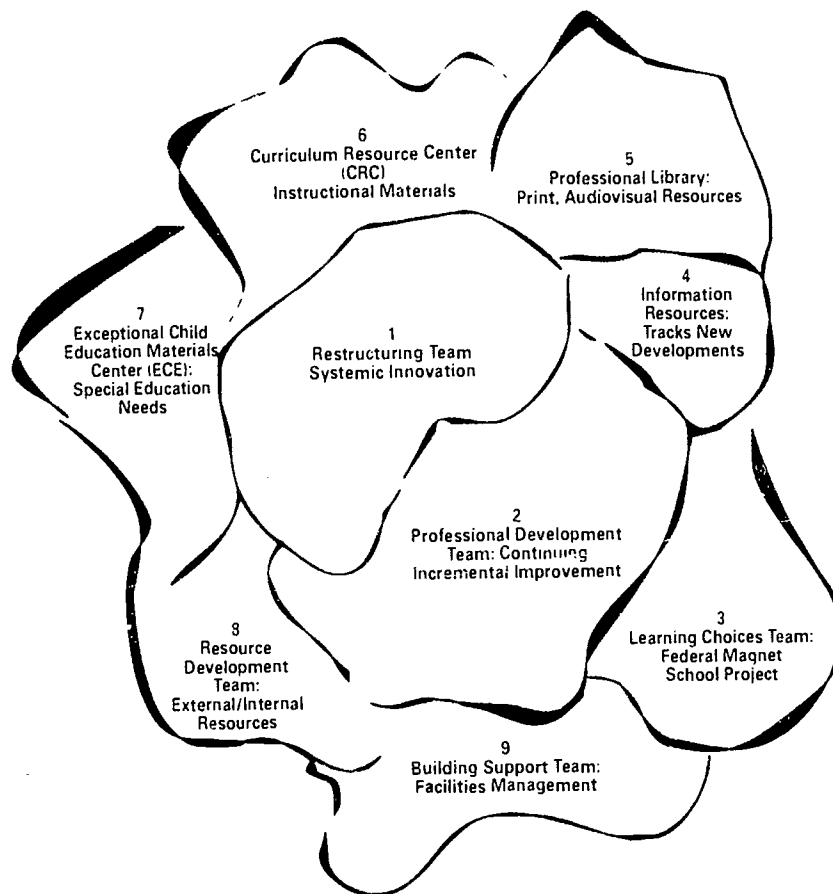 6
Curriculum Resource Center
(CRC)
Instructional Materials
5
Professional Library:
Print, Audiovisual Resources
4
Information
Resources:
Tracks New
Developments
7
Exceptional Child
Education Materials
Center (ECE):
Special Education
Needs
1
Restructuring Team
Systemic Innovation
2
Professional Development
Team: Continuing
Incremental Improvement
3
Learning Choices Team:
Federal Magnet
School Project
8
Resource
Development
Team:
External/Internal
Resources
9
Building Support Team:
Facilities Management